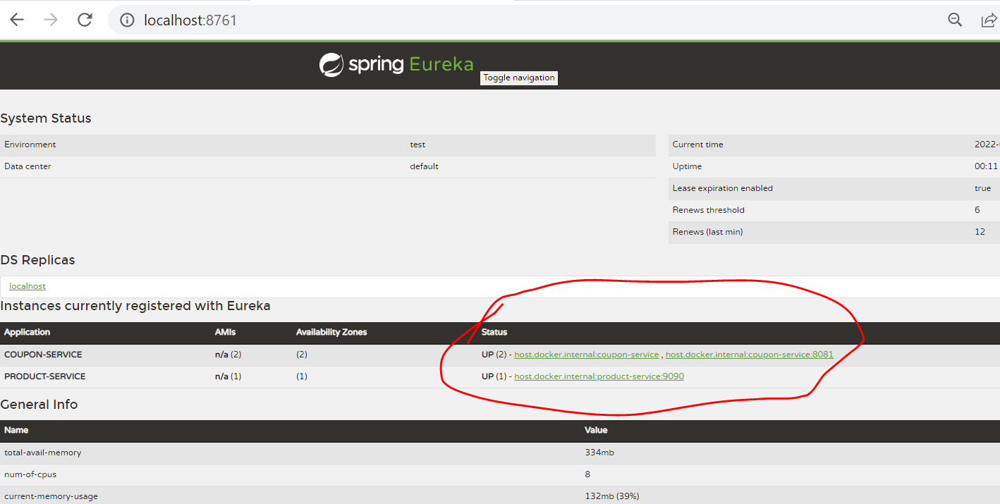 localhost:8761
spring Eureka
Toggle navigation
System Status
Environment test
Data center default
Current time 2022-
Uptime 00:11
Lease expiration enabled true
Renews threshold 6
Renews (last min) 12
DS Replicas
localhost
Instances currently registered with Eureka
Application AMIs Availability Zones Status
COUPON-SERVICE n/a (2) (2) UP (2) - host.docker.internal:coupon-service , host.docker.internal:coupon-service:8081
PRODUCT-SERVICE n/a (1) (1) UP (1) - host.docker.internal:product-service:9090
General Info
Name Value
total-avail-memory 334mb
num-of-cpus 8
current-memory-usage 132mb (39%)